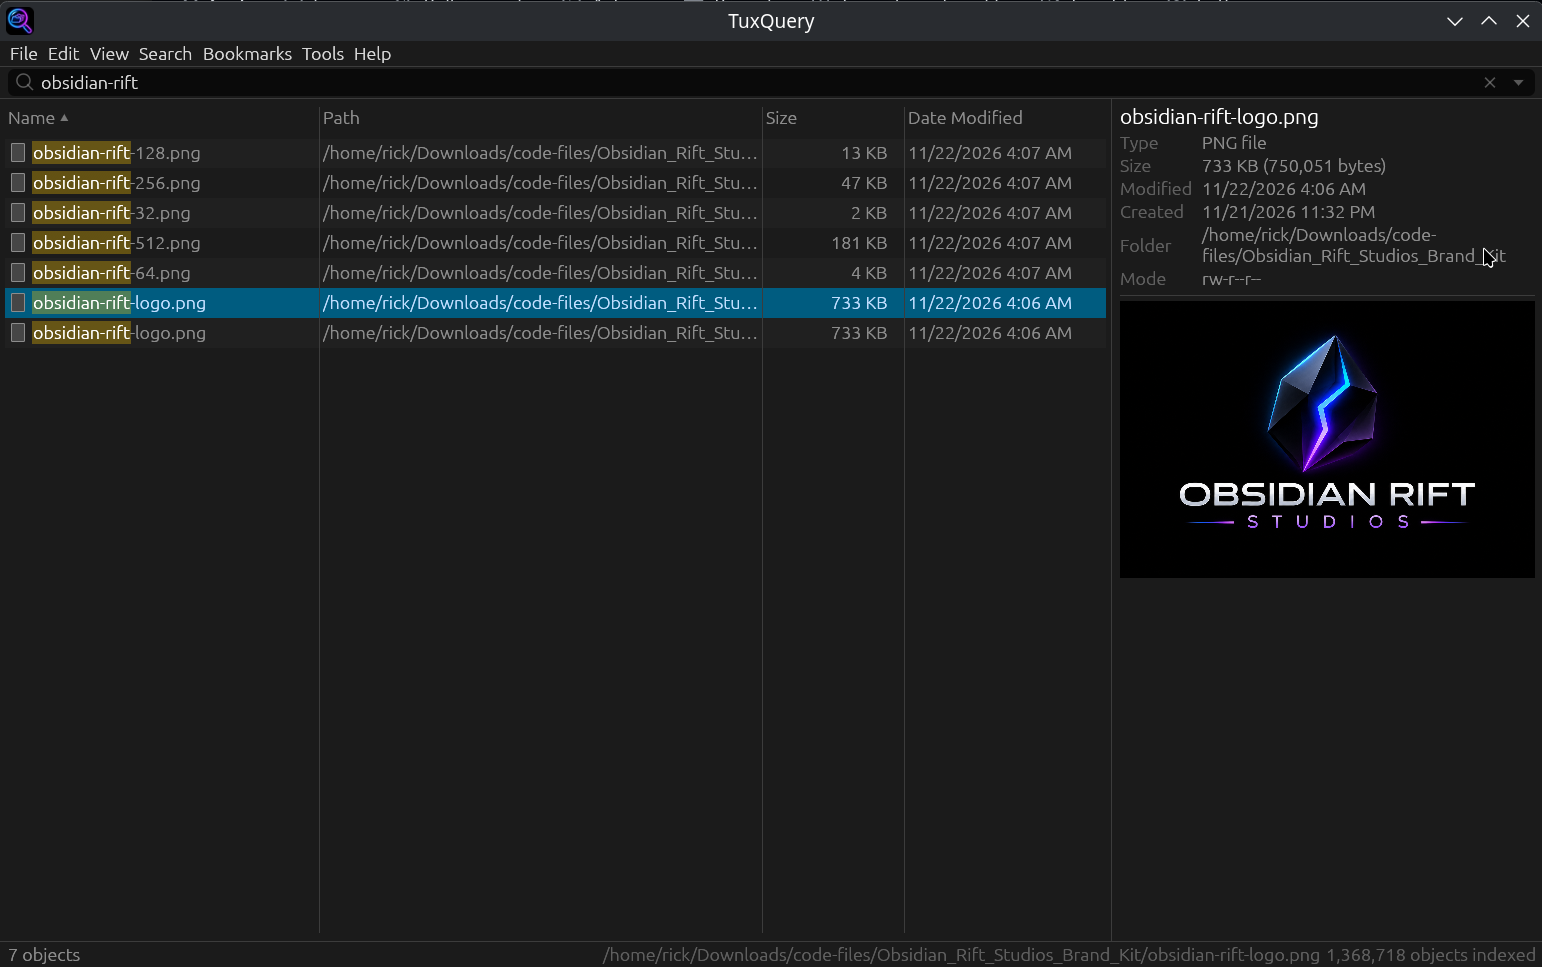 TuxQuery
File Edit View Search Bookmarks Tools Help
obsidian-rift
Name Path Size Date Modified
obsidian-rift-128.png /home/rick/Downloads/code-files/Obsidian_Rift_Stu... 13 KB 11/22/2026 4:07 AM
obsidian-rift-256.png /home/rick/Downloads/code-files/Obsidian_Rift_Stu... 47 KB 11/22/2026 4:07 AM
obsidian-rift-32.png /home/rick/Downloads/code-files/Obsidian_Rift_Stu... 2 KB 11/22/2026 4:07 AM
obsidian-rift-512.png /home/rick/Downloads/code-files/Obsidian_Rift_Stu... 181 KB 11/22/2026 4:07 AM
obsidian-rift-64.png /home/rick/Downloads/code-files/Obsidian_Rift_Stu... 4 KB 11/22/2026 4:07 AM
obsidian-rift-logo.png /home/rick/Downloads/code-files/Obsidian_Rift_Stu... 733 KB 11/22/2026 4:06 AM
obsidian-rift-logo.png /home/rick/Downloads/code-files/Obsidian_Rift_Stu... 733 KB 11/22/2026 4:06 AM
obsidian-rift-logo.png
Type PNG file
Size 733 KB (750,051 bytes)
Modified 11/22/2026 4:06 AM
Created 11/21/2026 11:32 PM
Folder /home/rick/Downloads/code-
files/Obsidian_Rift_Studios_Brand_Kit
Mode rw-r--r--
OBSIDIAN RIFT
STUDIOS
7 objects /home/rick/Downloads/code-files/Obsidian_Rift_Studios_Brand_Kit/obsidian-rift-logo.png 1,368,718 objects indexed